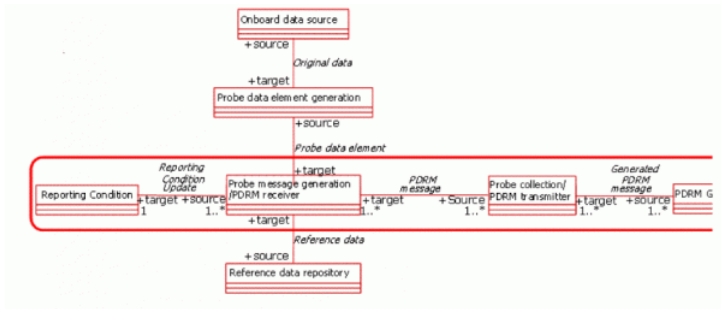 Onboard data source
+source
Original data
+target
Probe data element generation
+source
Probe data element
+target
Reporting Condition Update
Reporting Condition
+target
1
+source
1..*
Probe message generation
/PDRM receiver
PDRM
message
+target
1..*
+Source
1..*
Probe collection/
PDRM transmitter
Generated
PDRM
message
+target
1..*
+source
1..*
PDRM G
+target
Reference data
+source
Reference data repository